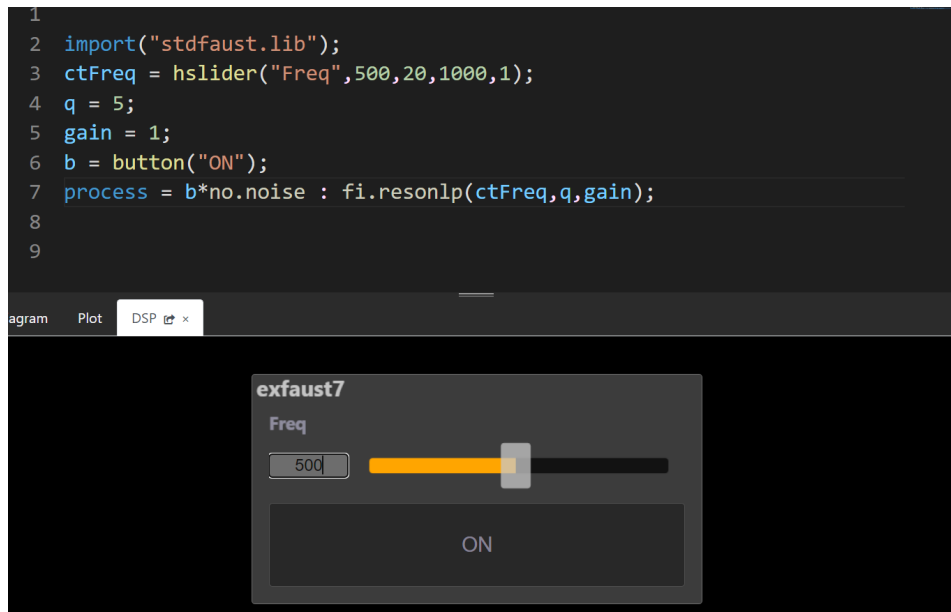 1
2 import("stdfaust.lib");
3 ctFreq = hslider("Freq",500,20,1000,1);
4 q = 5;
5 gain = 1;
6 b = button("ON");
7 process = b*no.noise : fi.resonlp(ctFreq,q,gain);
8
9
agram Plot DSP ×
exfaust7
Freq
500
ON